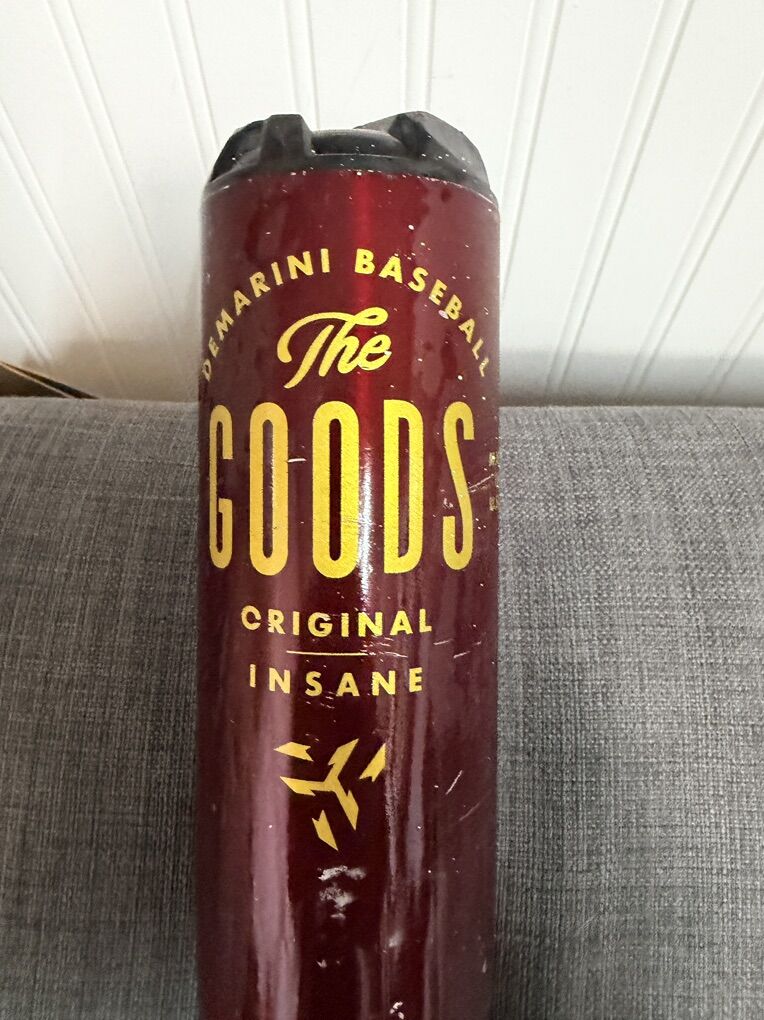 DEMARINI BASEBALL
The
GOODS
ORIGINAL
INSANE